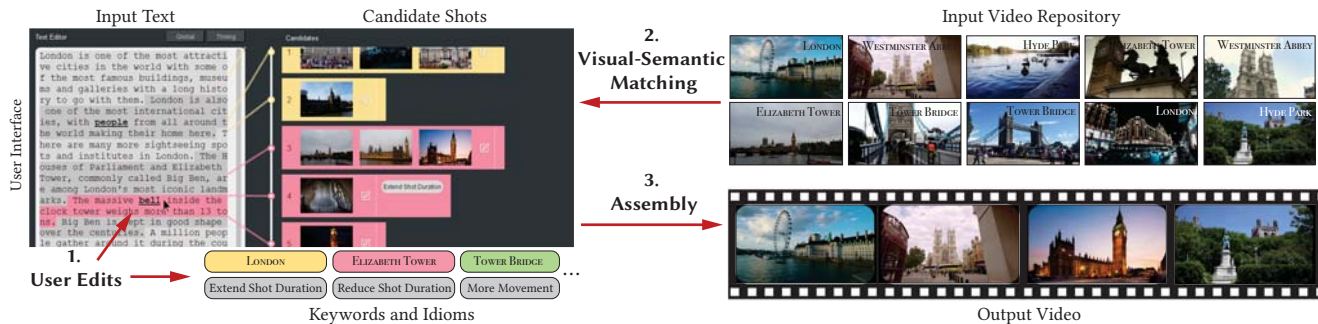 Input Text
Candidate Shots
Input Video Repository
User Interface
Text Editor
Global
Timing
Candidates
London is one of the most attracti
ve cities in the world with some o
f the most famous buildings, museu
ms and galleries with a long histo
ry to go with them. London is also
one of the most international cit
ies, with people from all around t
he world making their home here. T
here are many more sightseeing spo
ts and institutes in London. The H
ouses of Parliament and Elizabeth
Tower, commonly called Big Ben, ar
e among London's most iconic landm
arks. The massive bell inside the
clock tower weighs more than 13 to
ns. Big Ben is kept in good shape
over the centuries. A million peop
le gather around it during the cou
1
2
3
4
Extend Shot Duration
5
2.
Visual-Semantic
Matching
London
Westminster Abbey
Hyde Park
Elizabeth Tower
Westminster Abbey
Elizabeth Tower
Tower Bridge
Tower Bridge
London
Hyde Park
3.
Assembly
1.
User Edits
London
Elizabeth Tower
Tower Bridge
...
Extend Shot Duration
Reduce Shot Duration
More Movement
Keywords and Idioms
Output Video